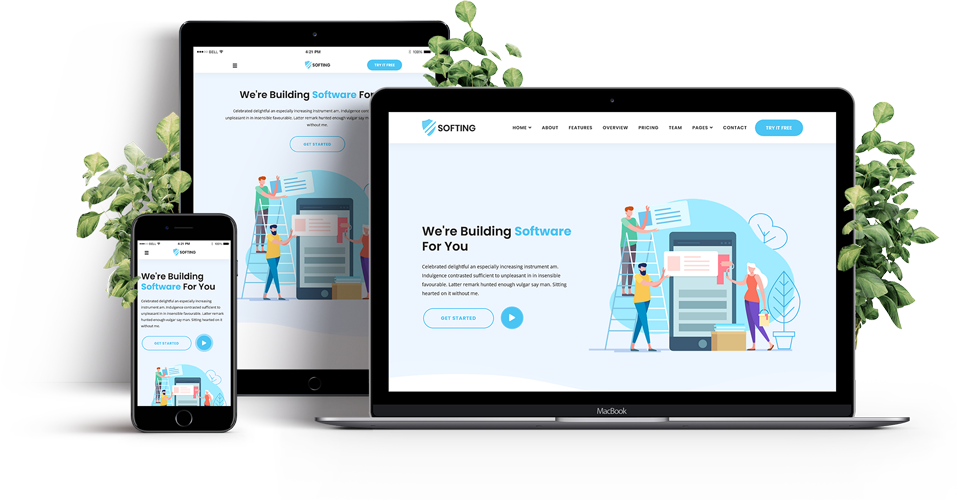 DELL 4:21 PM 100%
SOFTING TRY IT FREE
We're Building Software For
Celebrated delightful an especially increasing instrument am. Indulgence cont
unpleasant in in insensible favourable. Latter remark hunted enough vulgar say man
without me.
GET STARTED
SOFTING HOME ABOUT FEATURES OVERVIEW PRICING TEAM PAGES CONTACT TRY IT FREE
We're Building Software
For You
Celebrated delightful an especially increasing instrument am.
Indulgence contrasted sufficient to unpleasant in in insensible
favourable. Latter remark hunted enough vulgar say man. Sitting
hearted on it without me.
GET STARTED
MacBook
DELL 4:21 PM 100%
SOFTING
We're Building
Software For You
Celebrated delightful an especially increasing
instrument am. Indulgence contrasted sufficient to
unpleasant in in insensible favourable. Latter
remark hunted enough vulgar say man. Sitting
hearted on it without me.
GET STARTED